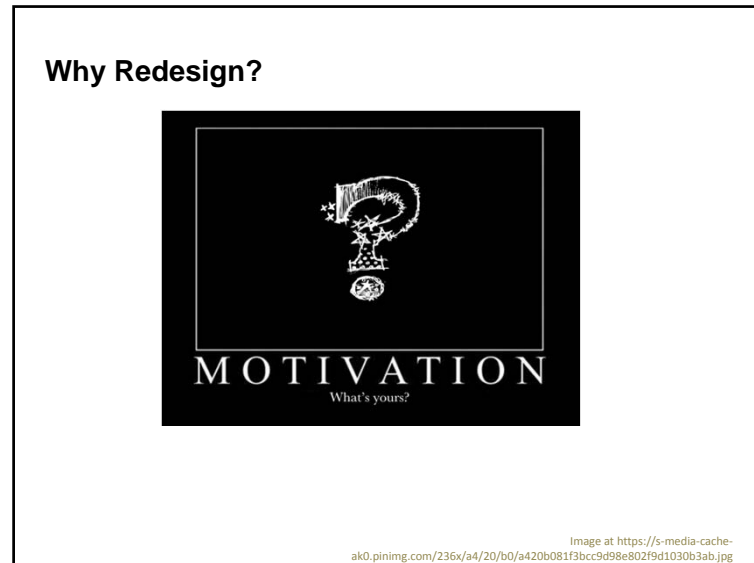 Why Redesign?
MOTIVATION
What's yours?
Image at https://s-media-cache-
ak0.pinimg.com/236x/a4/20/b0/a420b081f3bcc9d98e802f9d1030b3ab.jpg